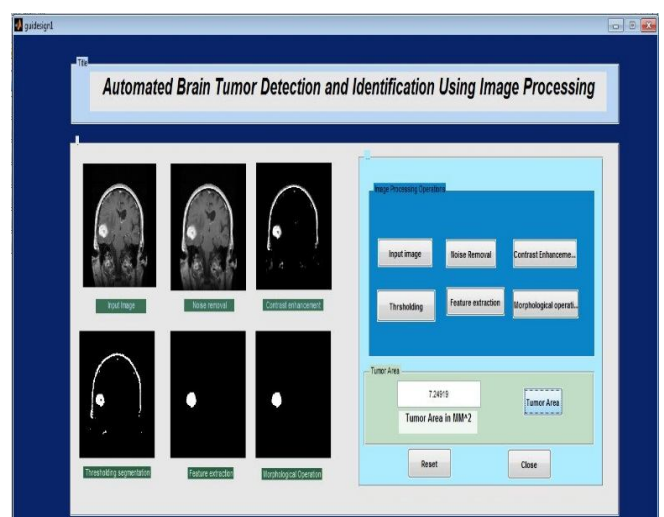 guidesign1
Title
Automated Brain Tumor Detection and Identification Using Image Processing
Input Image
Noise removal
Contrast enhancement
Thresholding segmentation
Feature extraction
Morphological Operation
Image Processing Operations
Input image
Noise Removal
Contrast Enhanceme...
Thrsholding
Feature extraction
Morphological operati...
Tumor Area
7.24919
Tumor Area in MM^2
Tumor Area
Reset
Close